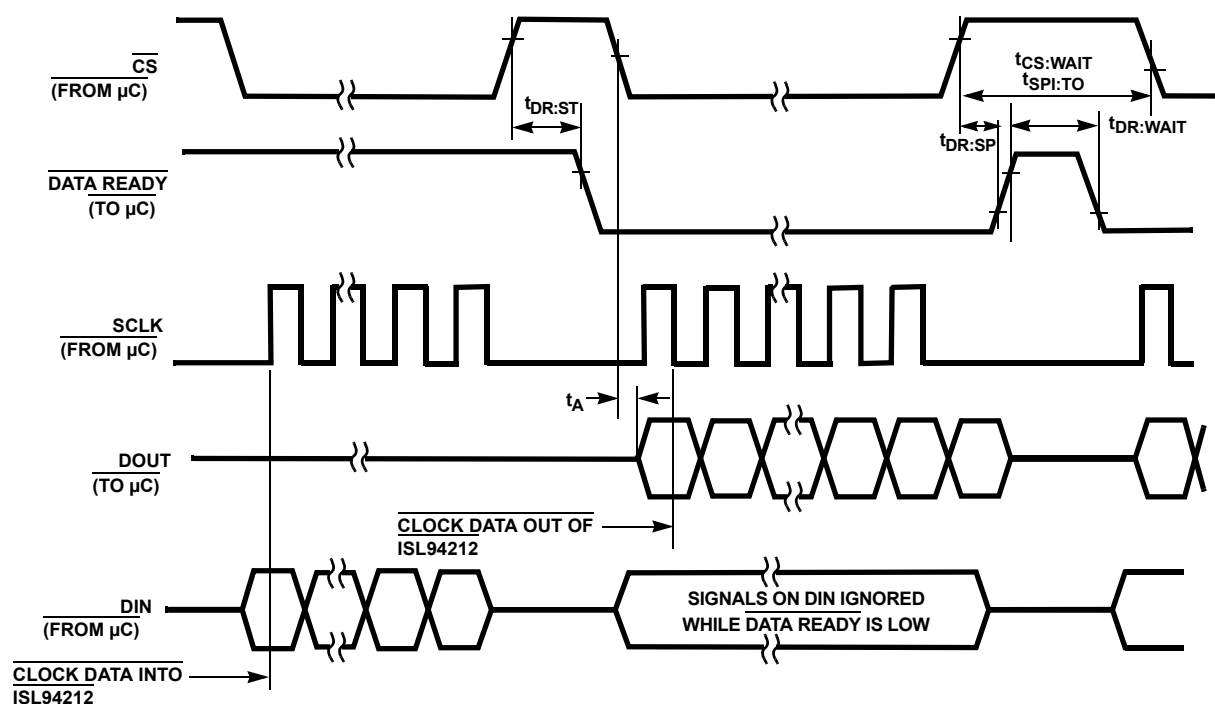 CS
(FROM µC)
tCS:WAIT
tSPI:TO
tDR:ST
tDR:SP
tDR:WAIT
DATA READY
(TO µC)
SCLK
(FROM µC)
tA
DOUT
(TO µC)
CLOCK DATA OUT OF
ISL94212
DIN
(FROM µC)
SIGNALS ON DIN IGNORED
WHILE DATA READY IS LOW
CLOCK DATA INTO
ISL94212